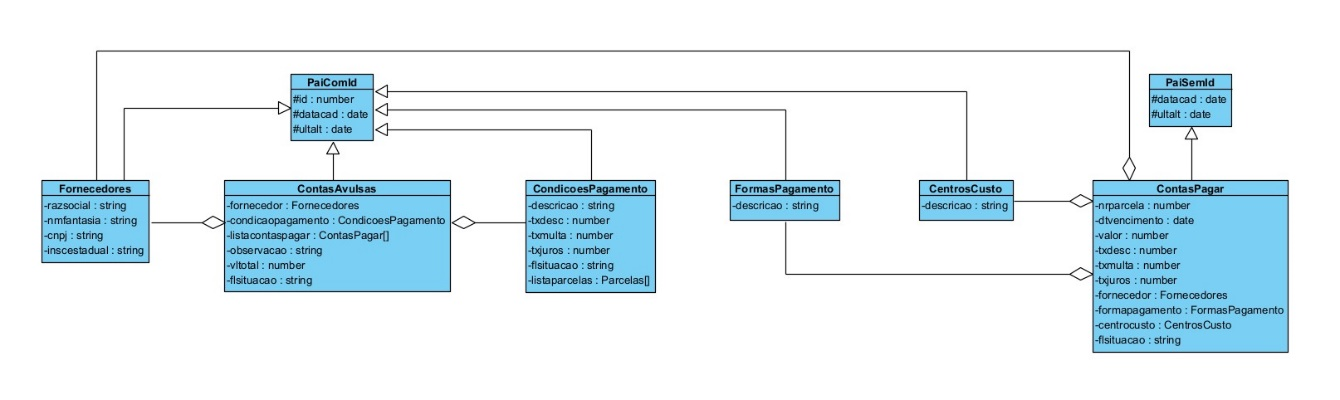 PaiComId
#id : number
#datacad : date
#ultalt : date
PaiSemId
#datacad : date
#ultalt : date
Fornecedores
-razsocial : string
-nmfantasia : string
-cnpj : string
-inscestadual : string
ContasAvulsas
-fornecedor : Fornecedores
-condicaopagamento : CondicoesPagamento
-listacontaspagar : ContasPagar[]
-observacao : string
-vltotal : number
-flsituacao : string
CondicoesPagamento
-descricao : string
-txdesc : number
-txmulta : number
-txjuros : number
-flsituacao : string
-listaparcelas : Parcelas[]
FormasPagamento
-descricao : string
CentrosCusto
-descricao : string
ContasPagar
-nrparcela : number
-dtvencimento : date
-valor : number
-txdesc : number
-txmulta : number
-txjuros : number
-fornecedor : Fornecedores
-formapagamento : FormasPagamento
-centrocusto : CentrosCusto
-flsituacao : string